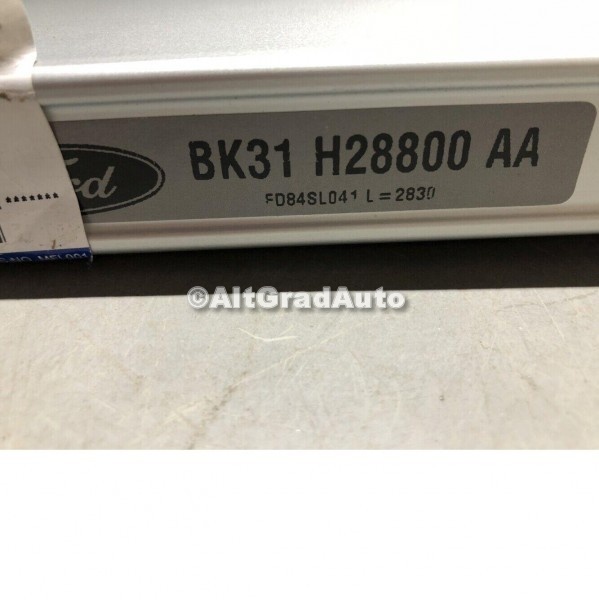 BK31 H28800 AA
FD84SL041 L=2830
*******
©AltGradAuto